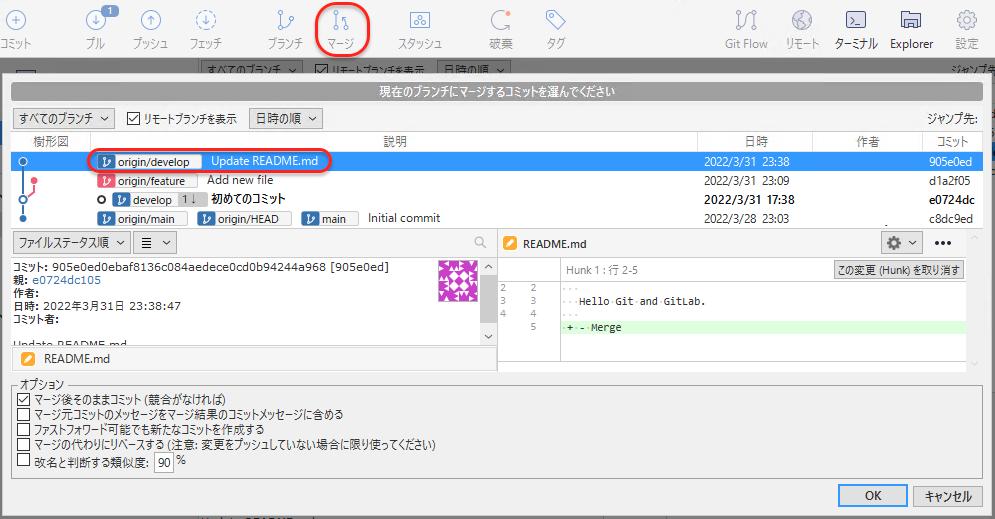 1
コミット プル プッシュ フェッチ ブランチ マージ スタッシュ 破棄 タグ Git Flow リモート ターミナル Explorer 設定
すべてのブランチ リモートブランチを表示 日時の順 ジャンプ先
現在のブランチにマージするコミットを選んでください
すべてのブランチ リモートブランチを表示 日時の順 ジャンプ先:
樹形図 説明 日時 作者 コミット
origin/develop Update README.md 2022/3/31 23:38 905e0ed
origin/feature Add new file 2022/3/31 23:09 d1a2f05
develop 1↓ 初めてのコミット 2022/3/31 17:38 e0724dc
origin/main origin/HEAD main Initial commit 2022/3/28 23:03 c8dc9ed
ファイルステータス順
コミット: 905e0ed0ebaf8136c084aedece0cd0b94244a968 [905e0ed]
親: e0724dc105
作者:
日時: 2022年3月31日 23:38:47
コミット者:
Update README.md
README.md
README.md
Hunk 1 : 行 2-5 この変更 (Hunk) を取り消す
2 2
3 3 Hello Git and GitLab.
4 4
5 + - Merge
オプション
マージ後そのままコミット (競合がなければ)
マージ元コミットのメッセージをマージ結果のコミットメッセージに含める
ファストフォワード可能でも新たなコミットを作成する
マージの代わりにリベースする (注意: 変更をプッシュしていない場合に限り使ってください)
改名と判断する類似度: 90 %
OK キャンセル